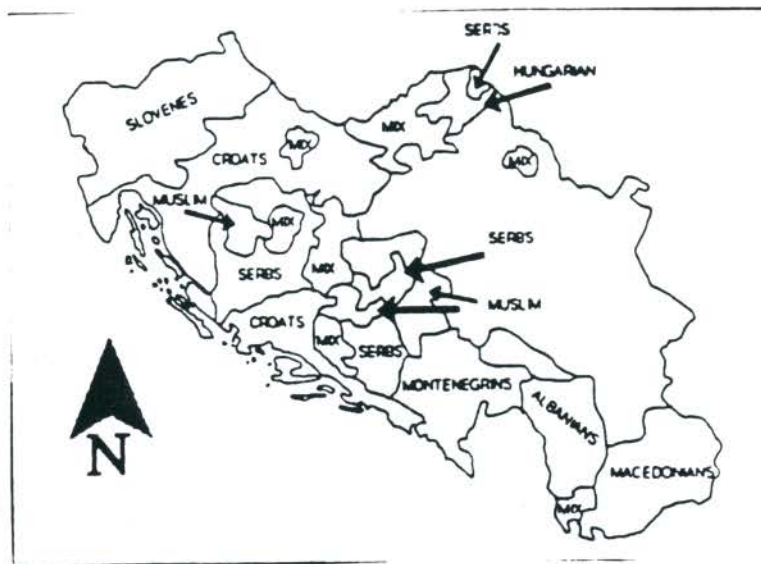 SERBS
HUNGARIAN
SLOVENES
MIX
MIX
CROATS
MIX
MUSLIM
MIX
SERBS
SERBS
MIX
MUSLIM
CROATS
MIX
SERBS
MONTENEGRINS
ALBANIANS
MACEDONIANS
N
MIX